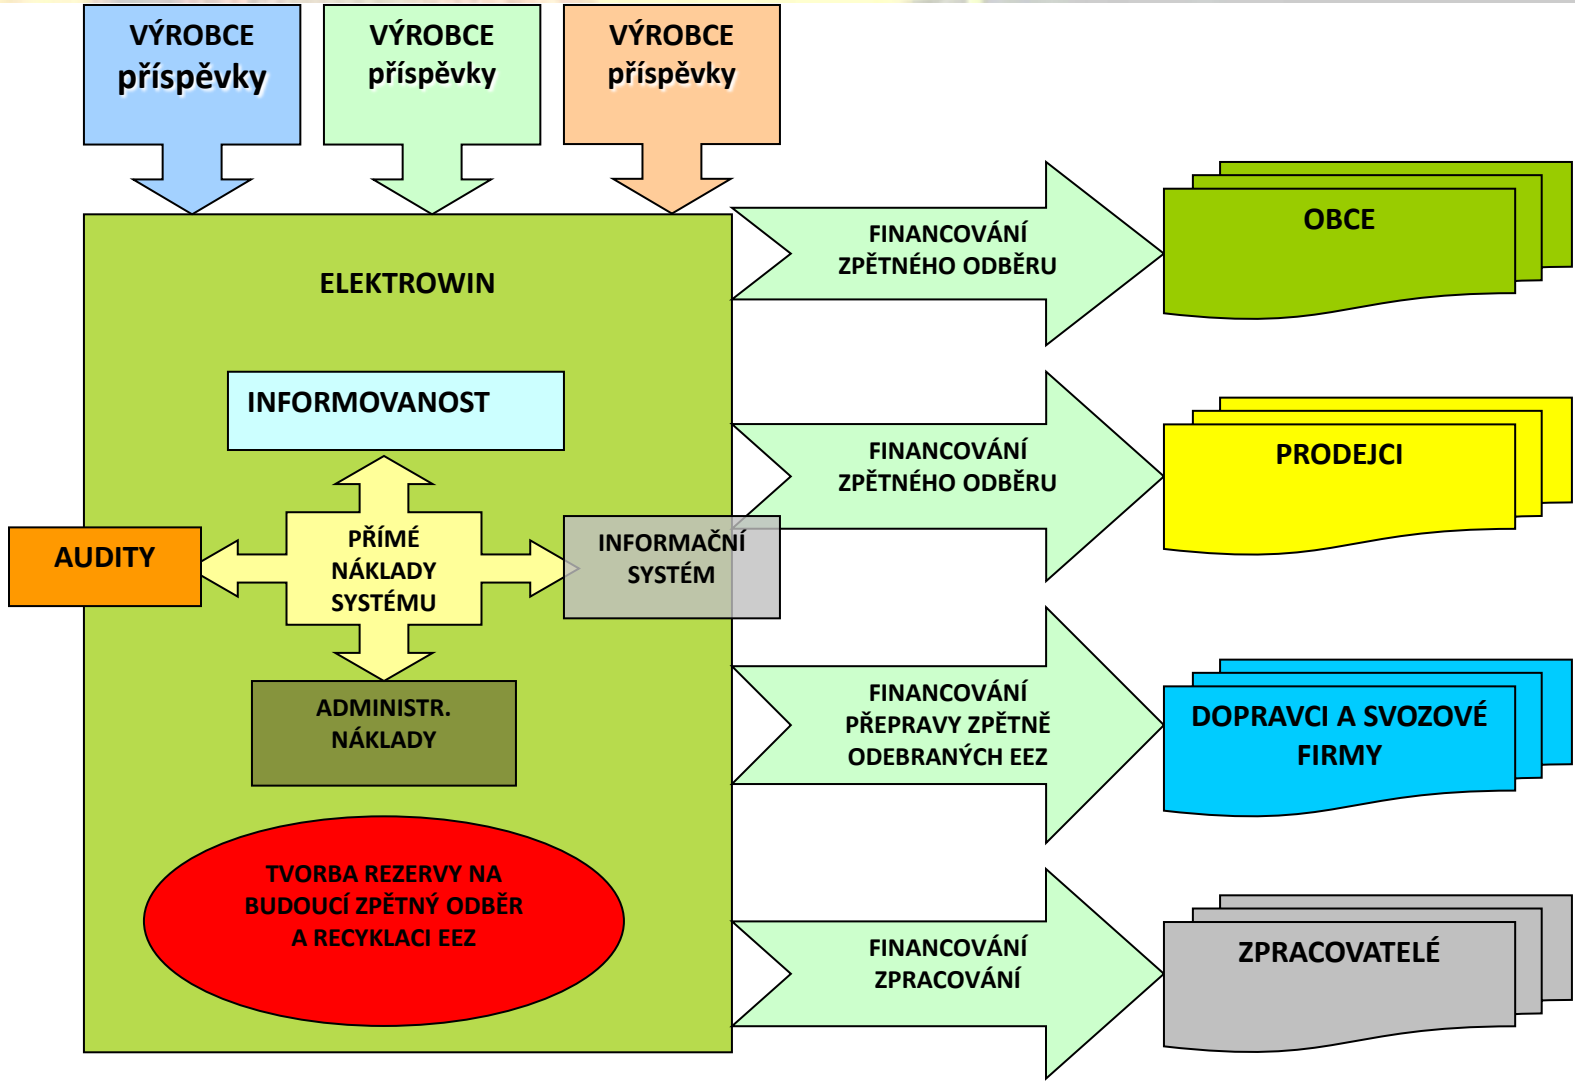 VÝROBCE
příspěvky
VÝROBCE
příspěvky
VÝROBCE
příspěvky
ELEKTROWIN
INFORMOVANOST
AUDITY
PŘÍMÉ
NÁKLADY
SYSTÉMU
INFORMAČNÍ
SYSTÉM
ADMINISTR.
NÁKLADY
TVORBA REZERVY NA
BUDOUCÍ ZPĚTNÝ ODBĚR
A RECYKLACI EEZ
FINANCOVÁNÍ
ZPĚTNÉHO ODBĚRU
OBCE
FINANCOVÁNÍ
ZPĚTNÉHO ODBĚRU
PRODEJCI
FINANCOVÁNÍ
PŘEPRAVY ZPĚTNĚ
ODEBRANÝCH EEZ
DOPRAVCI A SVOZOVÉ
FIRMY
FINANCOVÁNÍ
ZPRACOVÁNÍ
ZPRACOVATELÉ